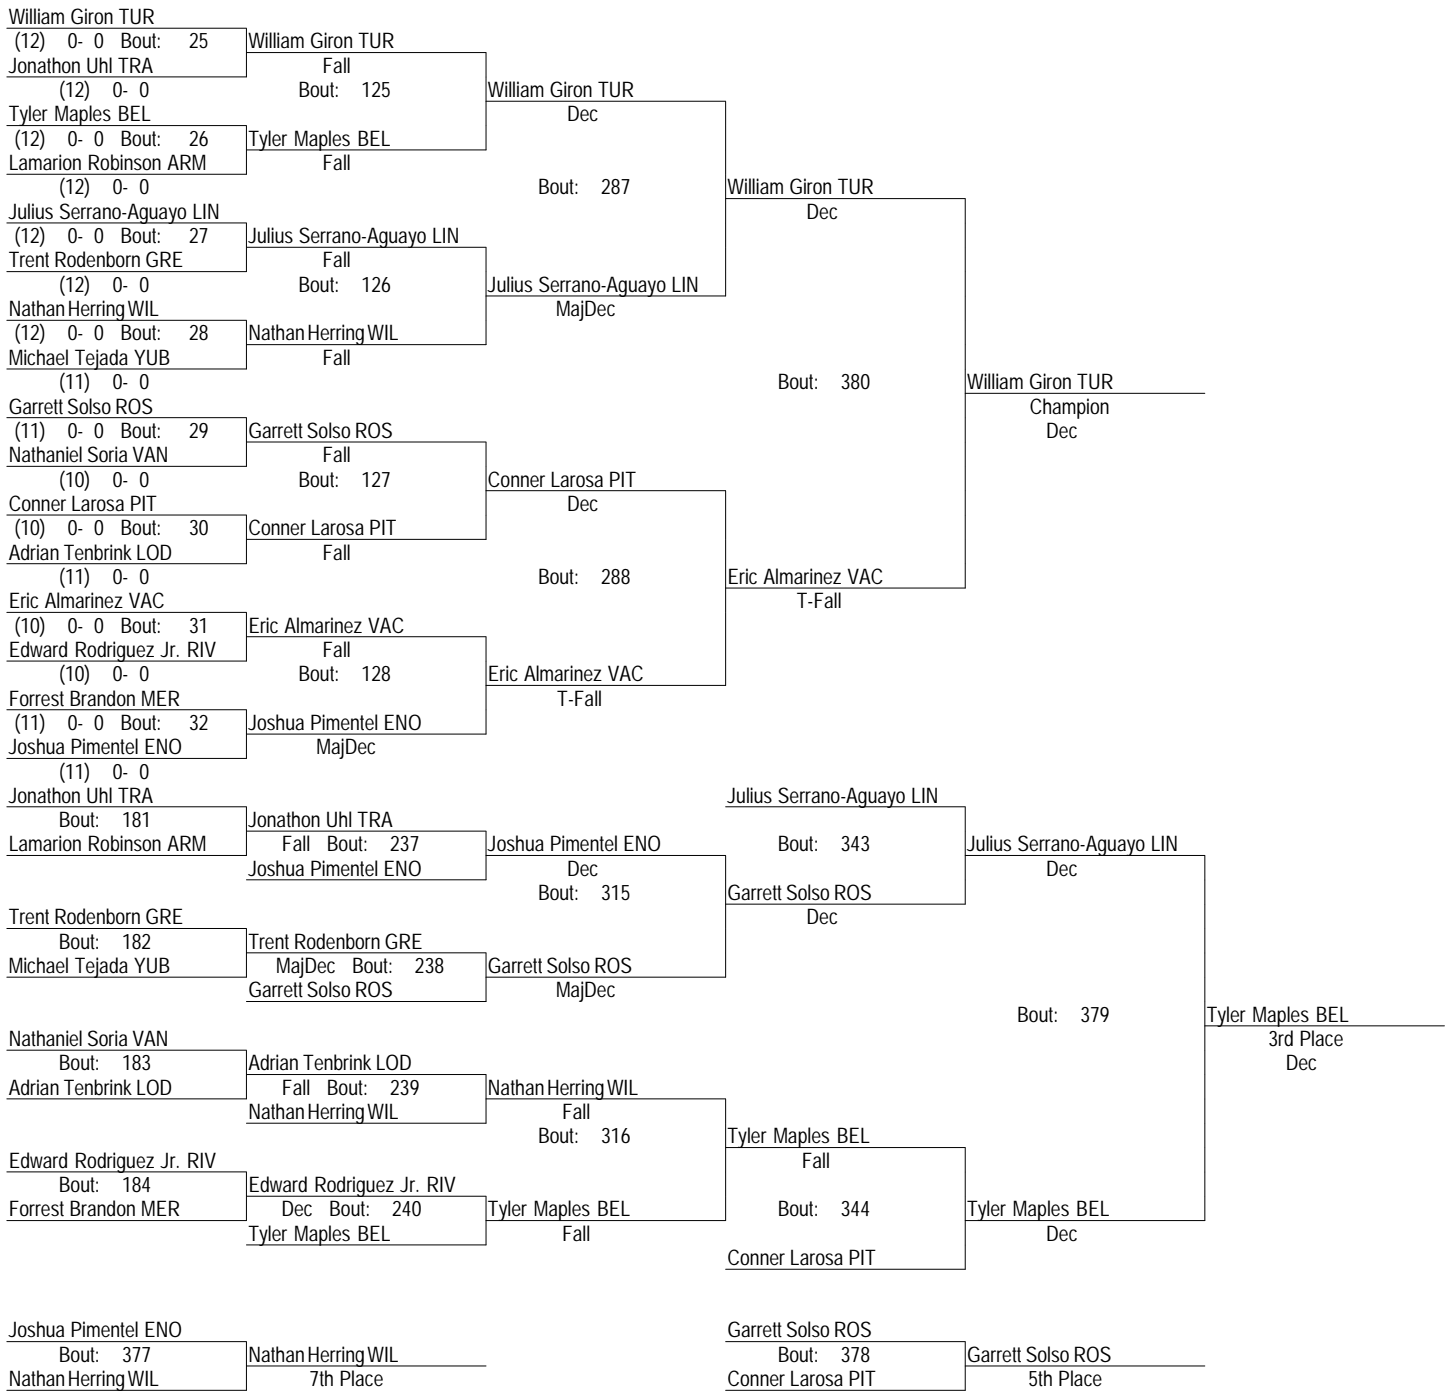 William Giron TUR
(12) 0- 0 Bout: 25 William Giron TUR
Jonathon Uhl TRA Fall
(12) 0- 0 Bout: 125 William Giron TUR
Tyler Maples BEL Dec
(12) 0- 0 Bout: 26 Tyler Maples BEL
Lamarion Robinson ARM Fall
(12) 0- 0 Bout: 287 William Giron TUR
Julius Serrano-Aguayo LIN Dec
(12) 0- 0 Bout: 27 Julius Serrano-Aguayo LIN
Trent Rodenborn GRE Fall
(12) 0- 0 Bout: 126 Julius Serrano-Aguayo LIN
Nathan Herring WIL MajDec
(12) 0- 0 Bout: 28 Nathan Herring WIL
Michael Tejada YUB Fall
(11) 0- 0 Bout: 380 William Giron TUR
Garrett Solso ROS Champion
(11) 0- 0 Bout: 29 Garrett Solso ROS Dec
Nathaniel Soria VAN Fall
(10) 0- 0 Bout: 127 Conner Larosa PIT
Conner Larosa PIT Dec
(10) 0- 0 Bout: 30 Conner Larosa PIT
Adrian Tenbrink LOD Fall
(11) 0- 0 Bout: 288 Eric Almarinez VAC
Eric Almarinez VAC T-Fall
(10) 0- 0 Bout: 31 Eric Almarinez VAC
Edward Rodriguez Jr. RIV Fall
(10) 0- 0 Bout: 128 Eric Almarinez VAC
Forrest Brandon MER T-Fall
(11) 0- 0 Bout: 32 Joshua Pimentel ENO
Joshua Pimentel ENO MajDec
(11) 0- 0
Jonathon Uhl TRA Julius Serrano-Aguayo LIN
Bout: 181 Jonathon Uhl TRA
Lamarion Robinson ARM Fall Bout: 237 Joshua Pimentel ENO Bout: 343 Julius Serrano-Aguayo LIN
Joshua Pimentel ENO Dec Dec
Bout: 315 Garrett Solso ROS
Trent Rodenborn GRE Dec
Bout: 182 Trent Rodenborn GRE
Michael Tejada YUB MajDec Bout: 238 Garrett Solso ROS
Garrett Solso ROS MajDec
Bout: 379 Tyler Maples BEL
Nathaniel Soria VAN 3rd Place
Bout: 183 Adrian Tenbrink LOD Dec
Adrian Tenbrink LOD Fall Bout: 239 Nathan Herring WIL
Nathan Herring WIL Fall
Bout: 316 Tyler Maples BEL
Edward Rodriguez Jr. RIV Fall
Bout: 184 Edward Rodriguez Jr. RIV
Forrest Brandon MER Dec Bout: 240 Tyler Maples BEL Bout: 344 Tyler Maples BEL
Tyler Maples BEL Fall Dec
Conner Larosa PIT
Joshua Pimentel ENO Garrett Solso ROS
Bout: 377 Nathan Herring WIL Bout: 378 Garrett Solso ROS
Nathan Herring WIL 7th Place Conner Larosa PIT 5th Place